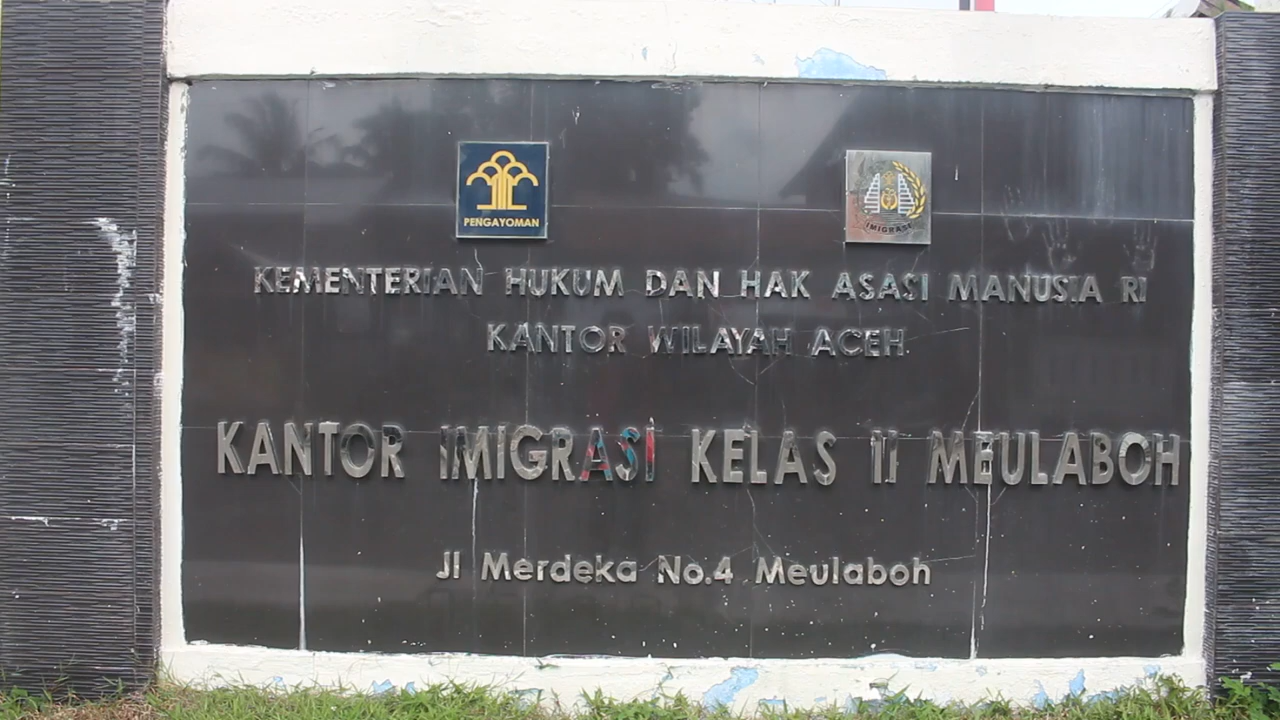 PENGAYOMAN
IMIGRASI
KEMENTERIAN HUKUM DAN HAK ASASI MANUSIA RI
KANTOR WILAYAH ACEH
KANTOR IMIGRASI KELAS II MEULABOH
Jl Merdeka No.4 Meulaboh